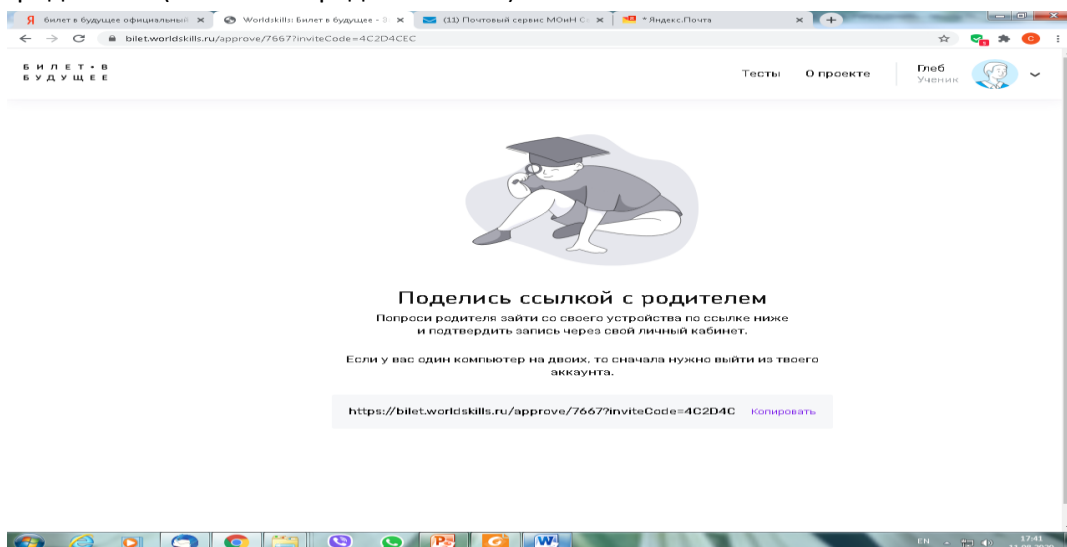 билет в будущее официальный
Worldskills: Билет в будущее - З
(11) Почтовый сервис МОиН С
* Яндекс.Почта
bilet.worldskills.ru/approve/7667?inviteCode=4C2D4CEC
БИЛЕТ·В
БУДУЩЕЕ
Тесты
О проекте
Глеб
Ученик
Поделись ссылкой с родителем
Попроси родителя зайти со своего устройства по ссылке ниже
и подтвердить запись через свой личный кабинет.
Если у вас один компьютер на двоих, то сначала нужно выйти из твоего
аккаунта.
https://bilet.worldskills.ru/approve/7667?inviteCode=4C2D4C
Копировать
EN
17:41